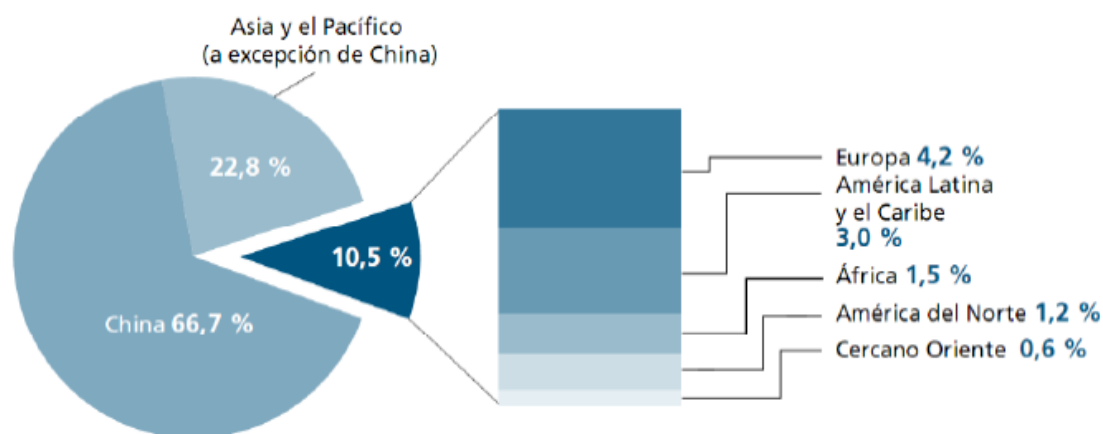 Asia y el Pacífico
(a excepción de China)
22,8 %
10,5 %
China 66,7 %
Europa 4,2 %
América Latina
y el Caribe
3,0 %
África 1,5 %
América del Norte 1,2 %
Cercano Oriente 0,6 %